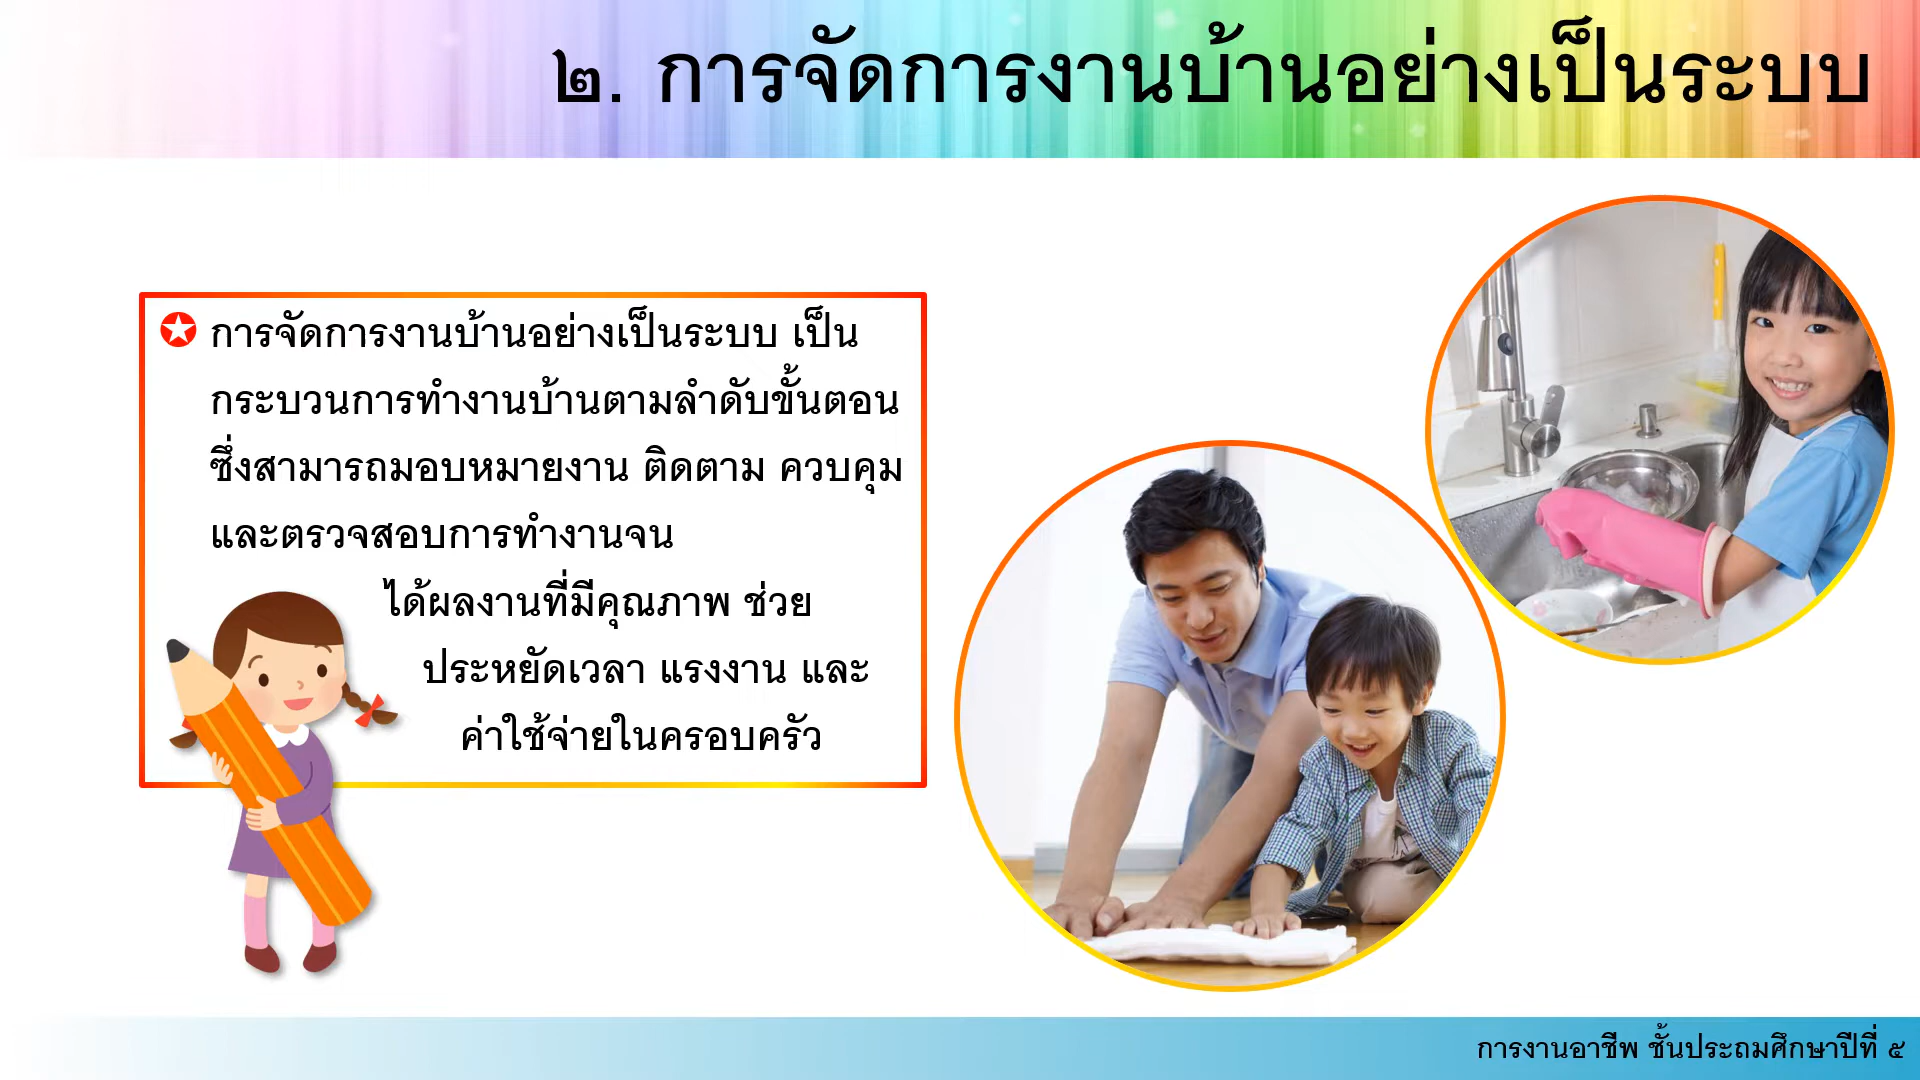 ๒. การจัดการงานบ้านอย่างเป็นระบบ
การจัดการงานบ้านอย่างเป็นระบบ เป็น
กระบวนการทำงานบ้านตามลำดับขั้นตอน
ซึ่งสามารถมอบหมายงาน ติดตาม ควบคุม
และตรวจสอบการทำงานจน
ได้ผลงานที่มีคุณภาพ ช่วย
ประหยัดเวลา แรงงาน และ
ค่าใช้จ่ายในครอบครัว
การงานอาชีพ ชั้นประถมศึกษาปีที่ ๕